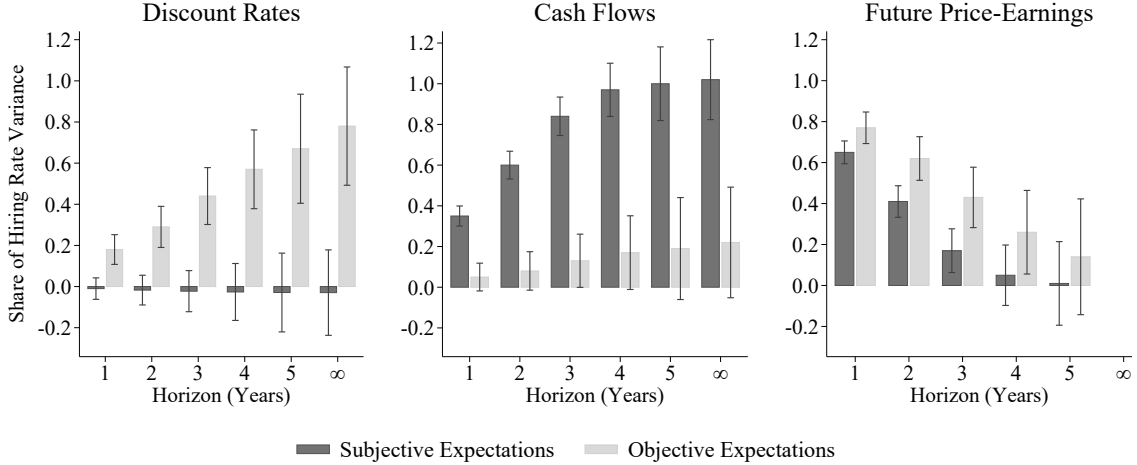 Discount Rates
Cash Flows
Future Price-Earnings
Share of Hiring Rate Variance
1.2
1.0
0.8
0.6
0.4
0.2
0.0
-0.2
1 2 3 4 5 ∞
Horizon (Years)
1.2
1.0
0.8
0.6
0.4
0.2
0.0
-0.2
1 2 3 4 5 ∞
Horizon (Years)
1.2
1.0
0.8
0.6
0.4
0.2
0.0
-0.2
1 2 3 4 5 ∞
Horizon (Years)
Subjective Expectations
Objective Expectations